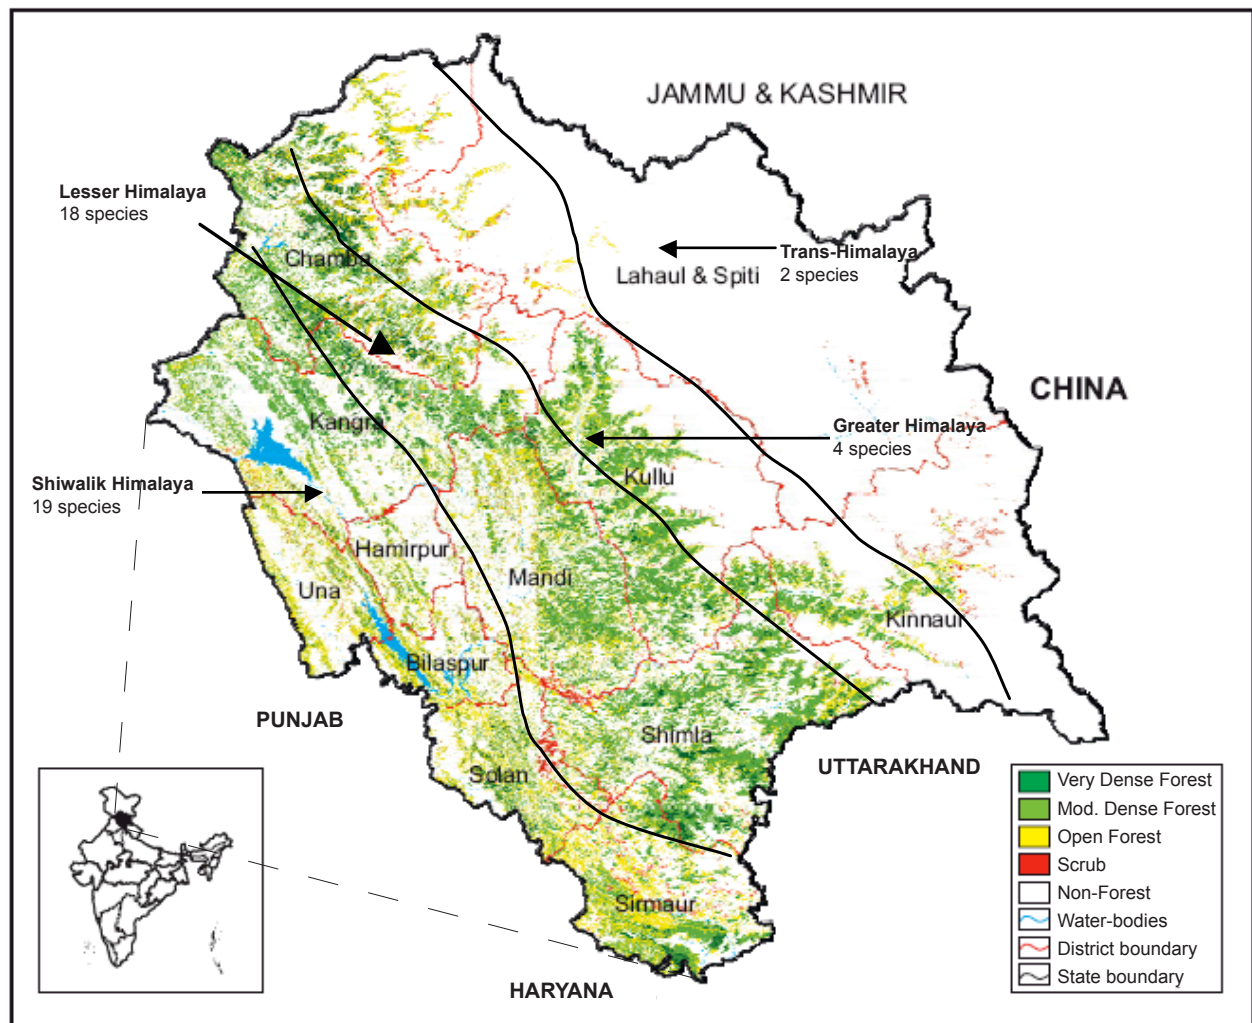 JAMMU & KASHMIR
Lesser Himalaya
18 species
Chamba
Trans-Himalaya
2 species
Lahaul & Spiti
CHINA
Kangra
Greater Himalaya
4 species
Kullu
Shiwalik Himalaya
19 species
Hamirpur
Mandi
Una
Kinnaur
Bilaspur
PUNJAB
Shimla
Solan
UTTARAKHAND
Sirmaur
HARYANA
Very Dense Forest
Mod. Dense Forest
Open Forest
Scrub
Non-Forest
Water-bodies
District boundary
State boundary